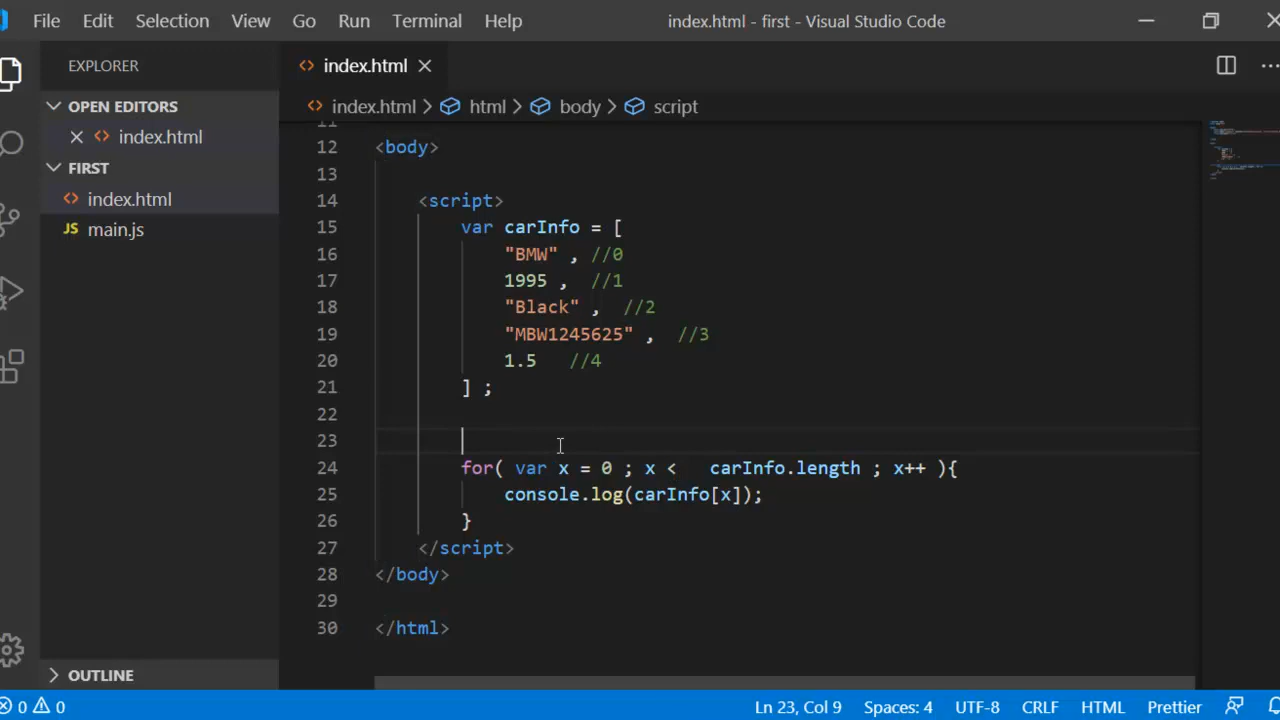 File Edit Selection View Go Run Terminal Help index.html - first - Visual Studio Code
EXPLORER
OPEN EDITORS
index.html
FIRST
index.html
JS main.js
OUTLINE
index.html
index.html > html > body > script
11
12 <body>
13
14 <script>
15 var carInfo = [
16 "BMW" , //0
17 1995 , //1
18 "Black" , //2
19 "MBW1245625" , //3
20 1.5 //4
21 ] ;
22
23
24 for( var x = 0 ; x < carInfo.length ; x++ ){
25 console.log(carInfo[x]);
26 }
27 </script>
28 </body>
29
30 </html>
0 0 Ln 23, Col 9 Spaces: 4 UTF-8 CRLF HTML Prettier